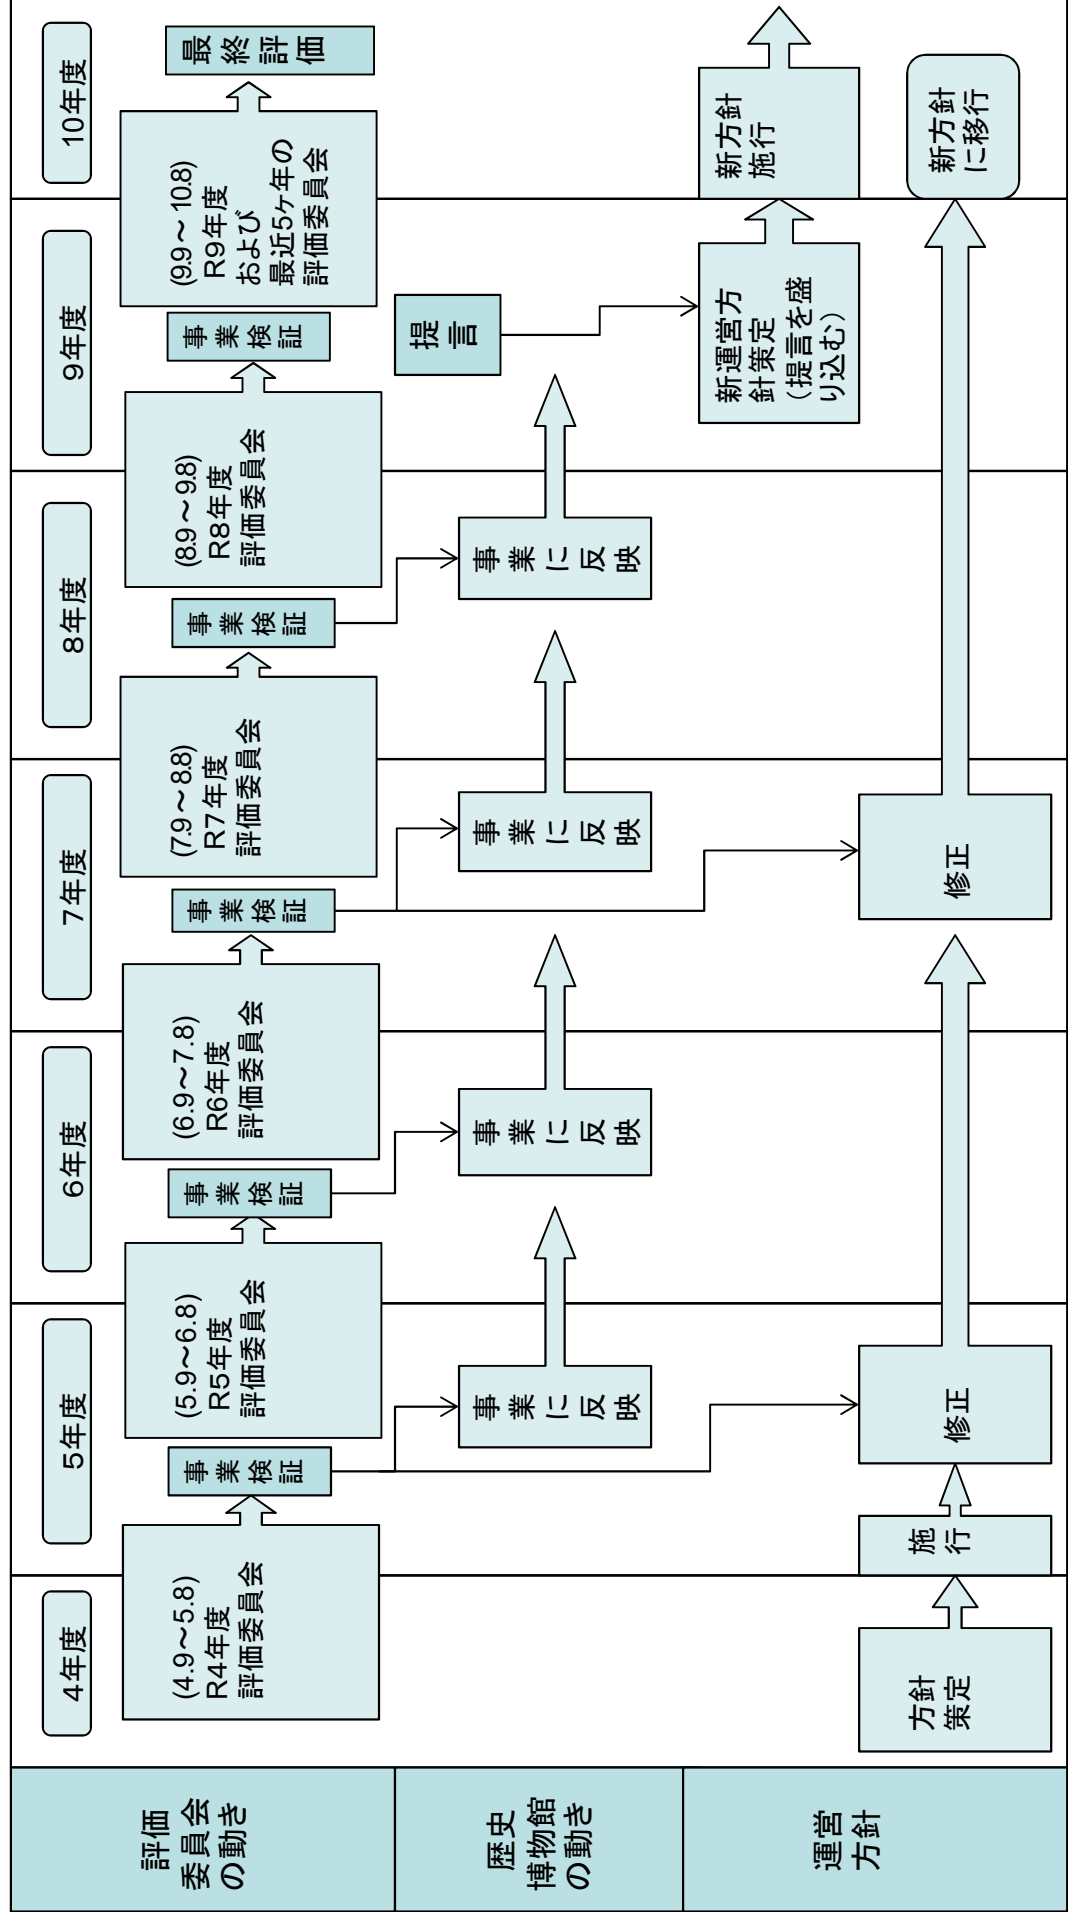 4年度
5年度
6年度
7年度
8年度
9年度
10年度
評価
委員会
の動き
(4.9～5.8)
R4年度
評価委員会
事業検証
(5.9～6.8)
R5年度
評価委員会
事業検証
(6.9～7.8)
R6年度
評価委員会
事業検証
(7.9～8.8)
R7年度
評価委員会
事業検証
(8.9～9.8)
R8年度
評価委員会
事業検証
(9.9～10.8)
R9年度
および
最近5ヶ年の
評価委員会
最終評価
歴史
博物館
の動き
事業に反映
事業に反映
事業に反映
事業に反映
提言
運営
方針
方針
策定
施行
修正
修正
新運営方
針策定
(提言を盛
り込む)
新方針
施行
新方針
に移行